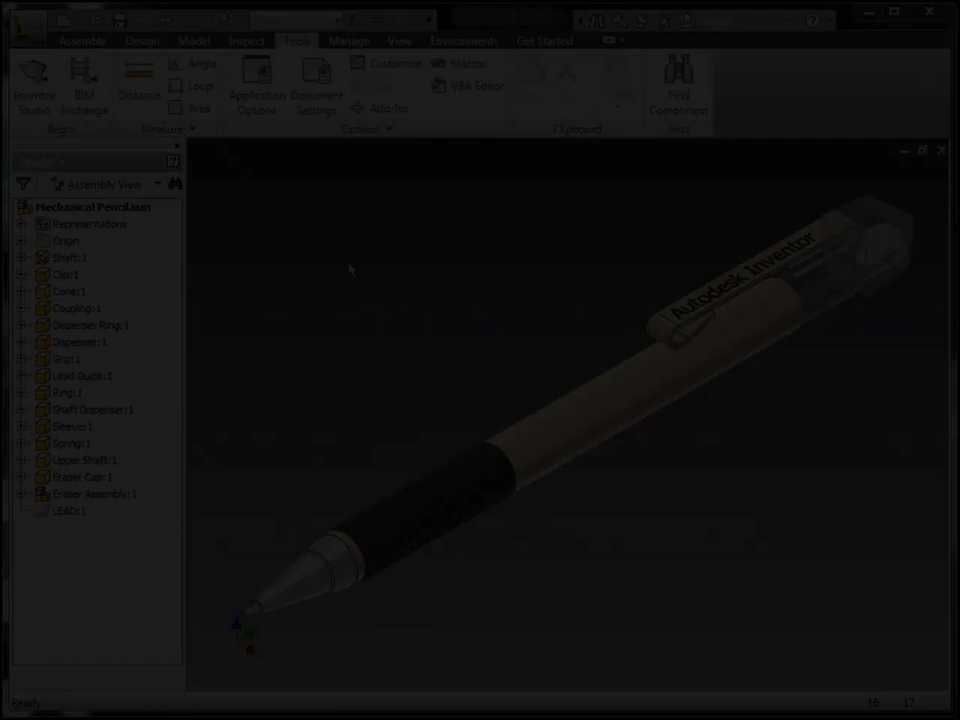 Assemble Design Model Inspect Tools Manage View Environments Get Started
Inventor Studio
BIM Exchange
Distance
Angle
Loop
Area
Application Options
Document Settings
Customize
Add-Ins
Macros
VBA Editor
Find Component
Begin Measure Options Clipboard Find
Model
Assembly View
Mechanical Pencil.iam
Representations
Origin
Shaft:1
Clip:1
Cone:1
Coupling:1
Dispenser Ring:1
Dispenser:1
Grip:1
Lead Guide:1
Ring:1
Shaft Dispenser:1
Sleeve:1
Spring:1
Upper Shaft:1
Eraser Cap:1
Eraser Assembly:1
LEAD:1
Autodesk Inventor
Ready 16 17